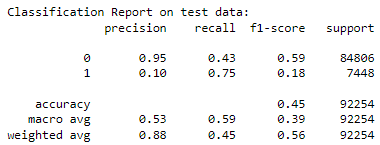 Classification Report on test data:
precision recall f1-score support
0 0.95 0.43 0.59 84806
1 0.10 0.75 0.18 7448
accuracy 0.45 92254
macro avg 0.53 0.59 0.39 92254
weighted avg 0.88 0.45 0.56 92254